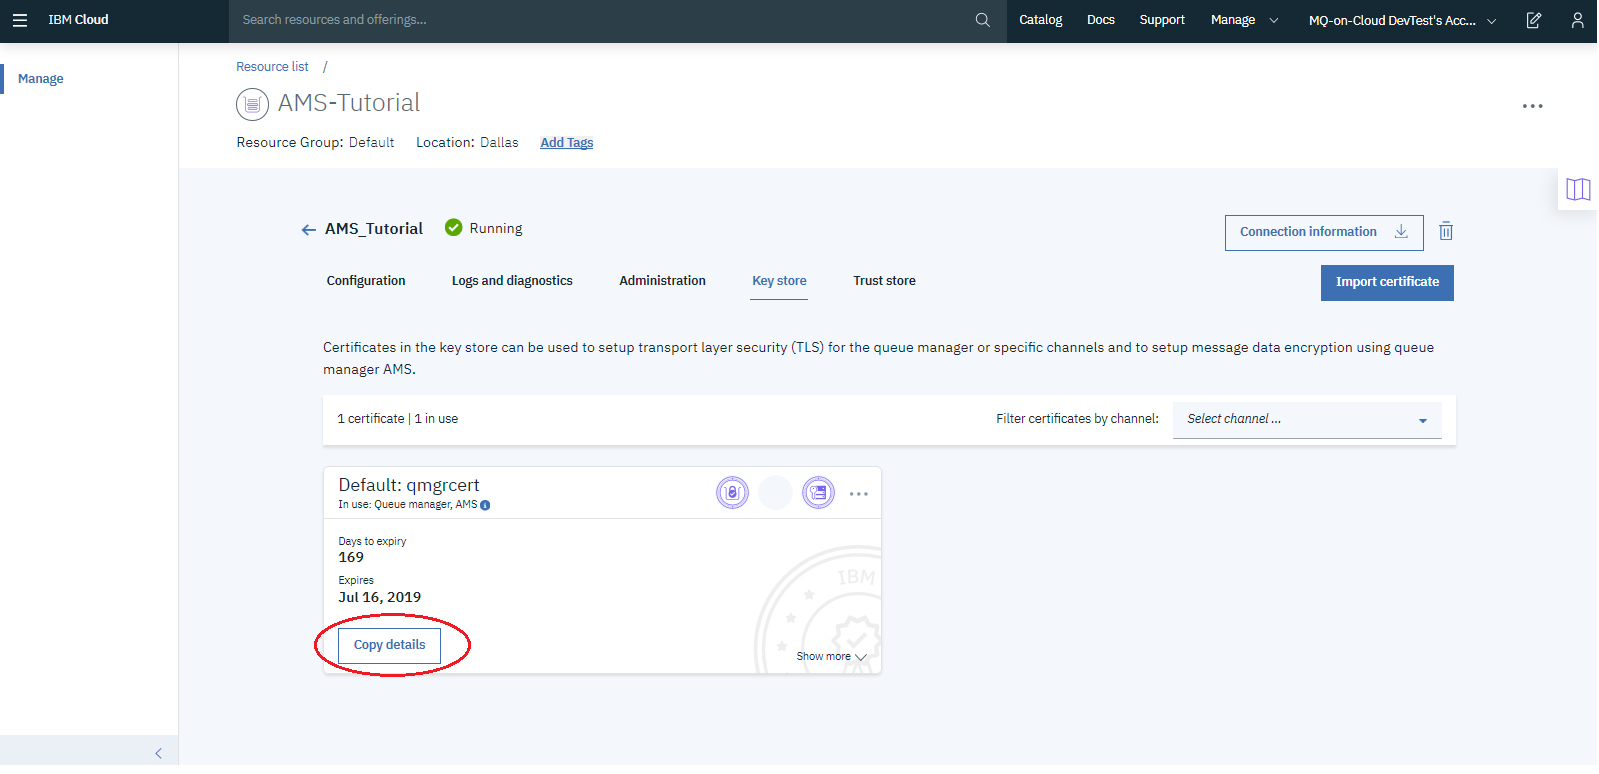 IBM Cloud
Search resources and offerings...
Catalog
Docs
Support
Manage
MQ-on-Cloud DevTest's Acc...
Manage
Resource list /
AMS-Tutorial
Resource Group: Default
Location: Dallas
Add Tags
AMS_Tutorial
Running
Connection information
Configuration
Logs and diagnostics
Administration
Key store
Trust store
Import certificate
Certificates in the key store can be used to setup transport layer security (TLS) for the queue manager or specific channels and to setup message data encryption using queue
manager AMS.
1 certificate | 1 in use
Filter certificates by channel:
Select channel ...
Default: qmgrcert
In use: Queue manager, AMS
Days to expiry
169
Expires
Jul 16, 2019
IBM
Copy details
Show more